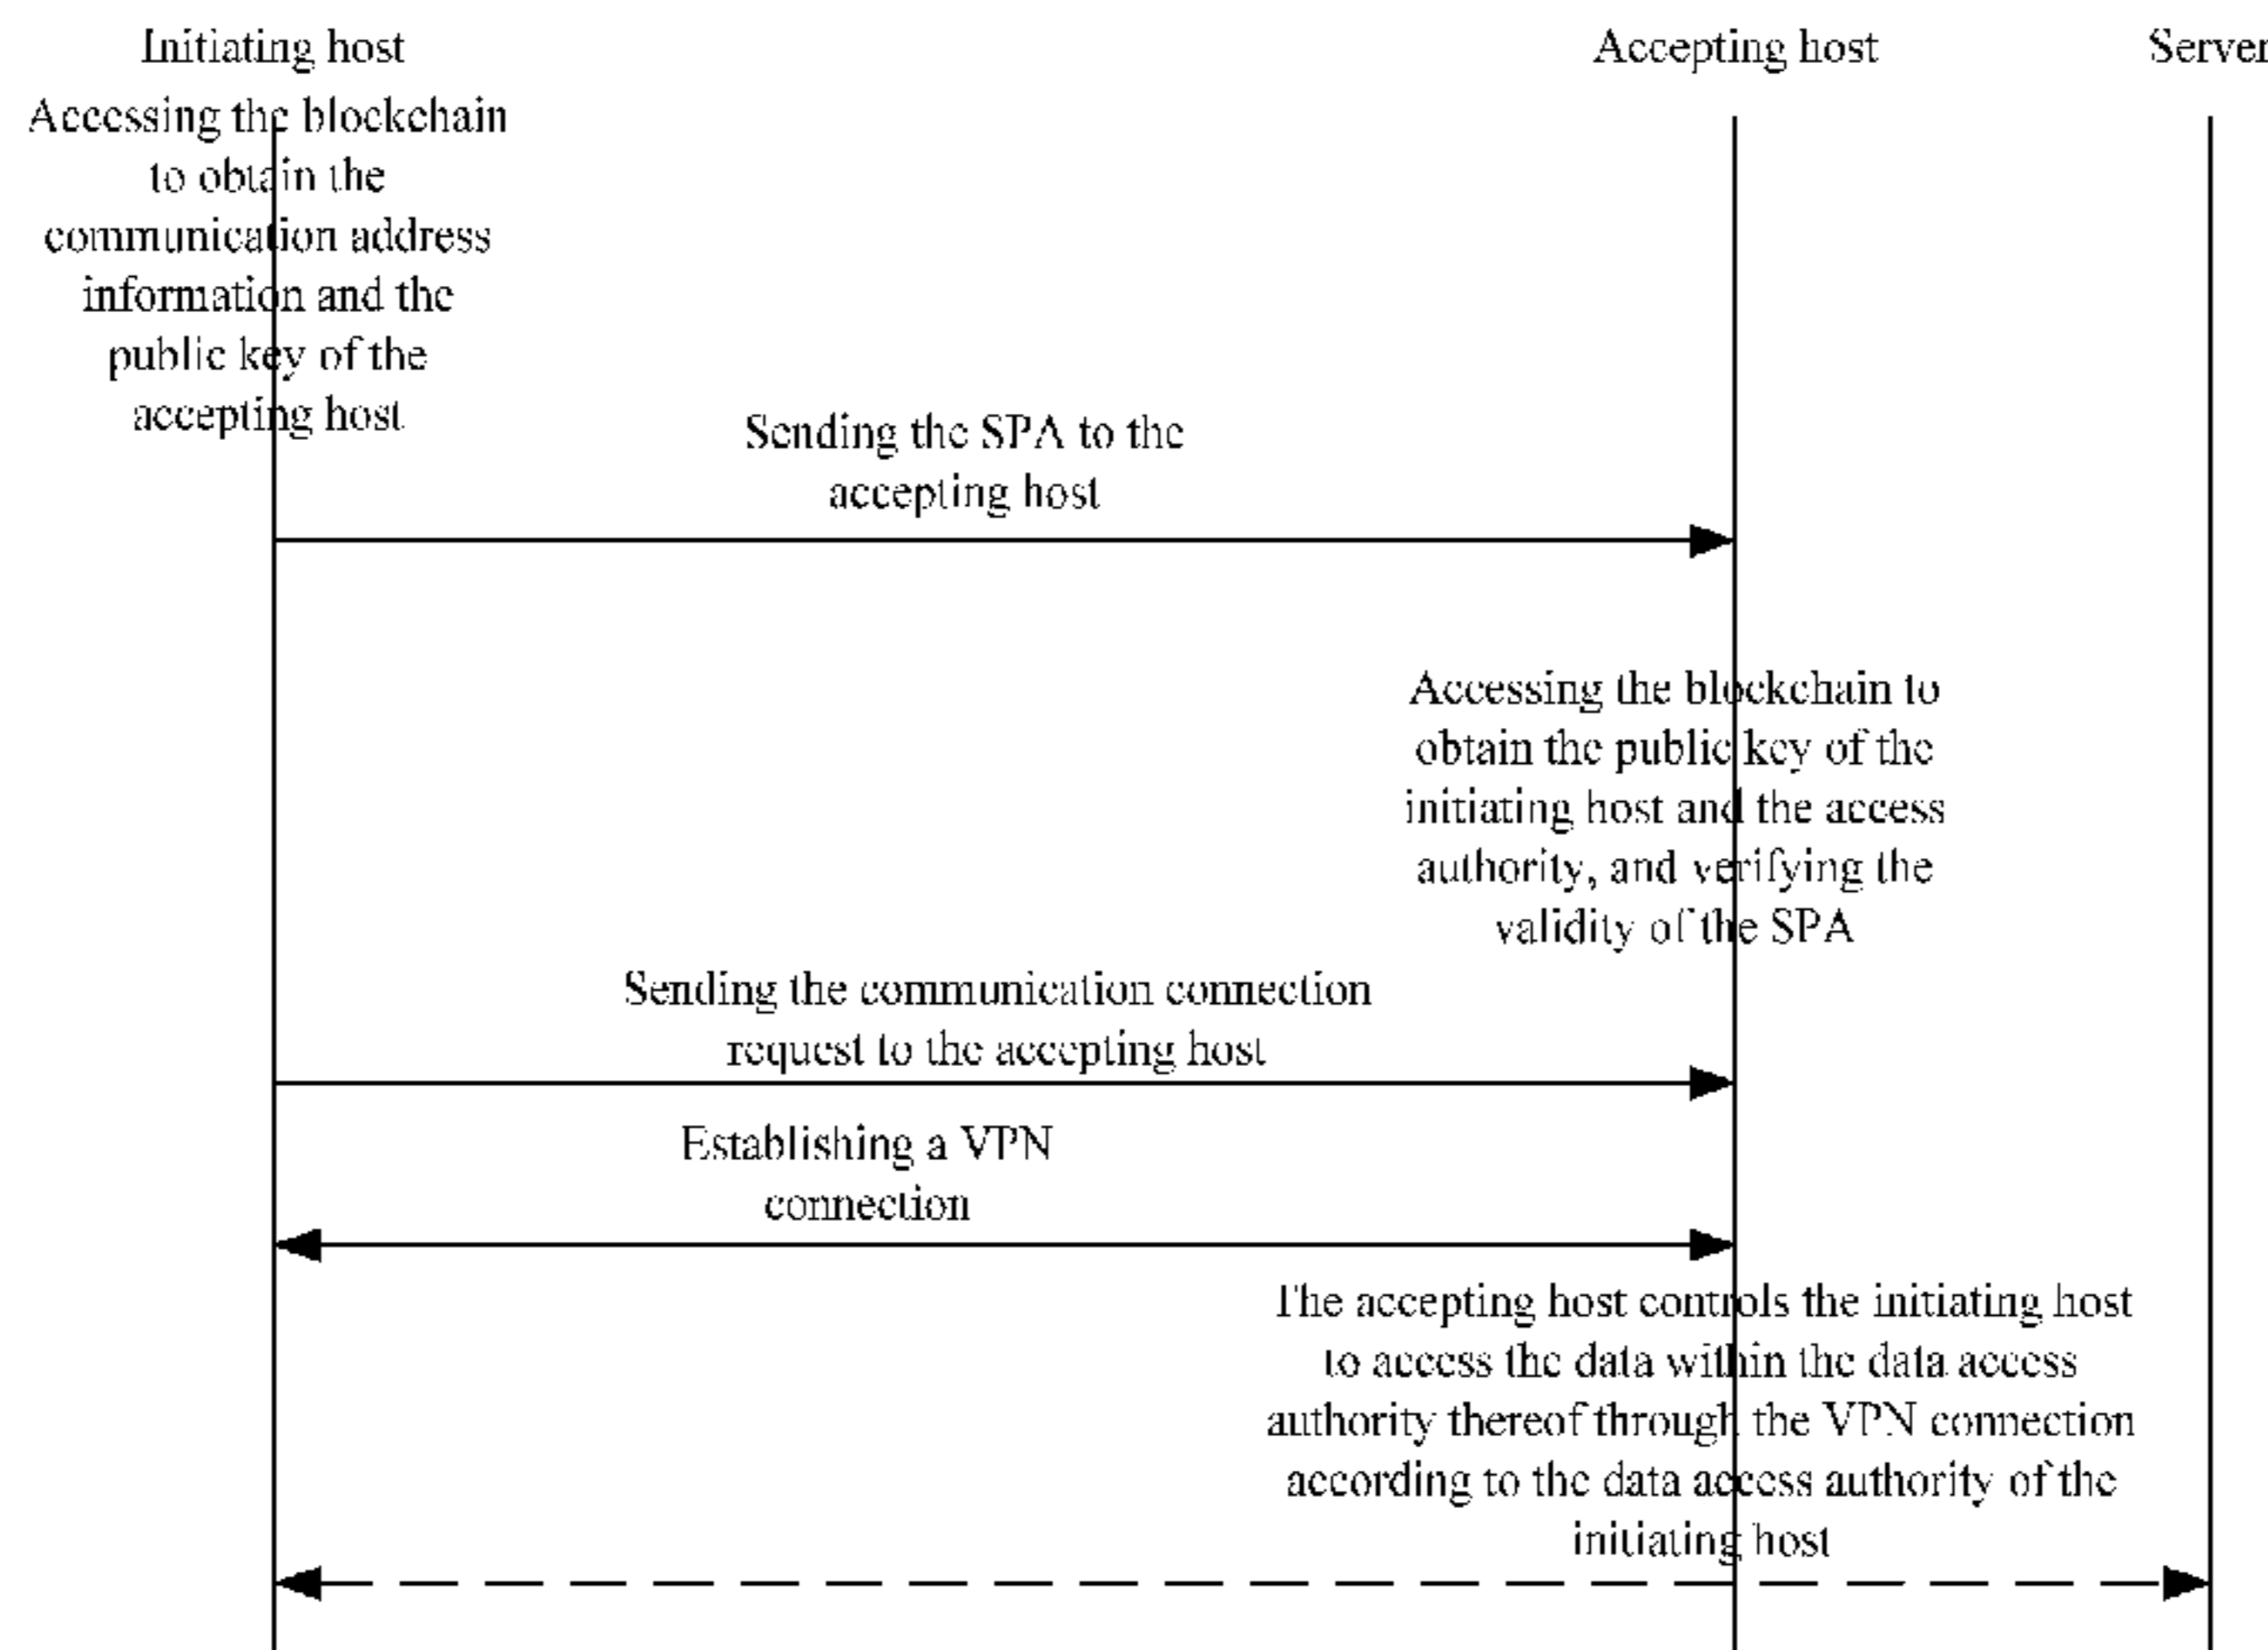 Initiating host
Accepting host
Server
Accessing the blockchain
to obtain the
communication address
information and the
public key of the
accepting host
Sending the SPA to the
accepting host
Accessing the blockchain to
obtain the public key of the
initiating host and the access
authority, and verifying the
validity of the SPA
Sending the communication connection
request to the accepting host
Establishing a VPN
connection
The accepting host controls the initiating host
to access the data within the data access
authority thereof through the VPN connection
according to the data access authority of the
initiating host